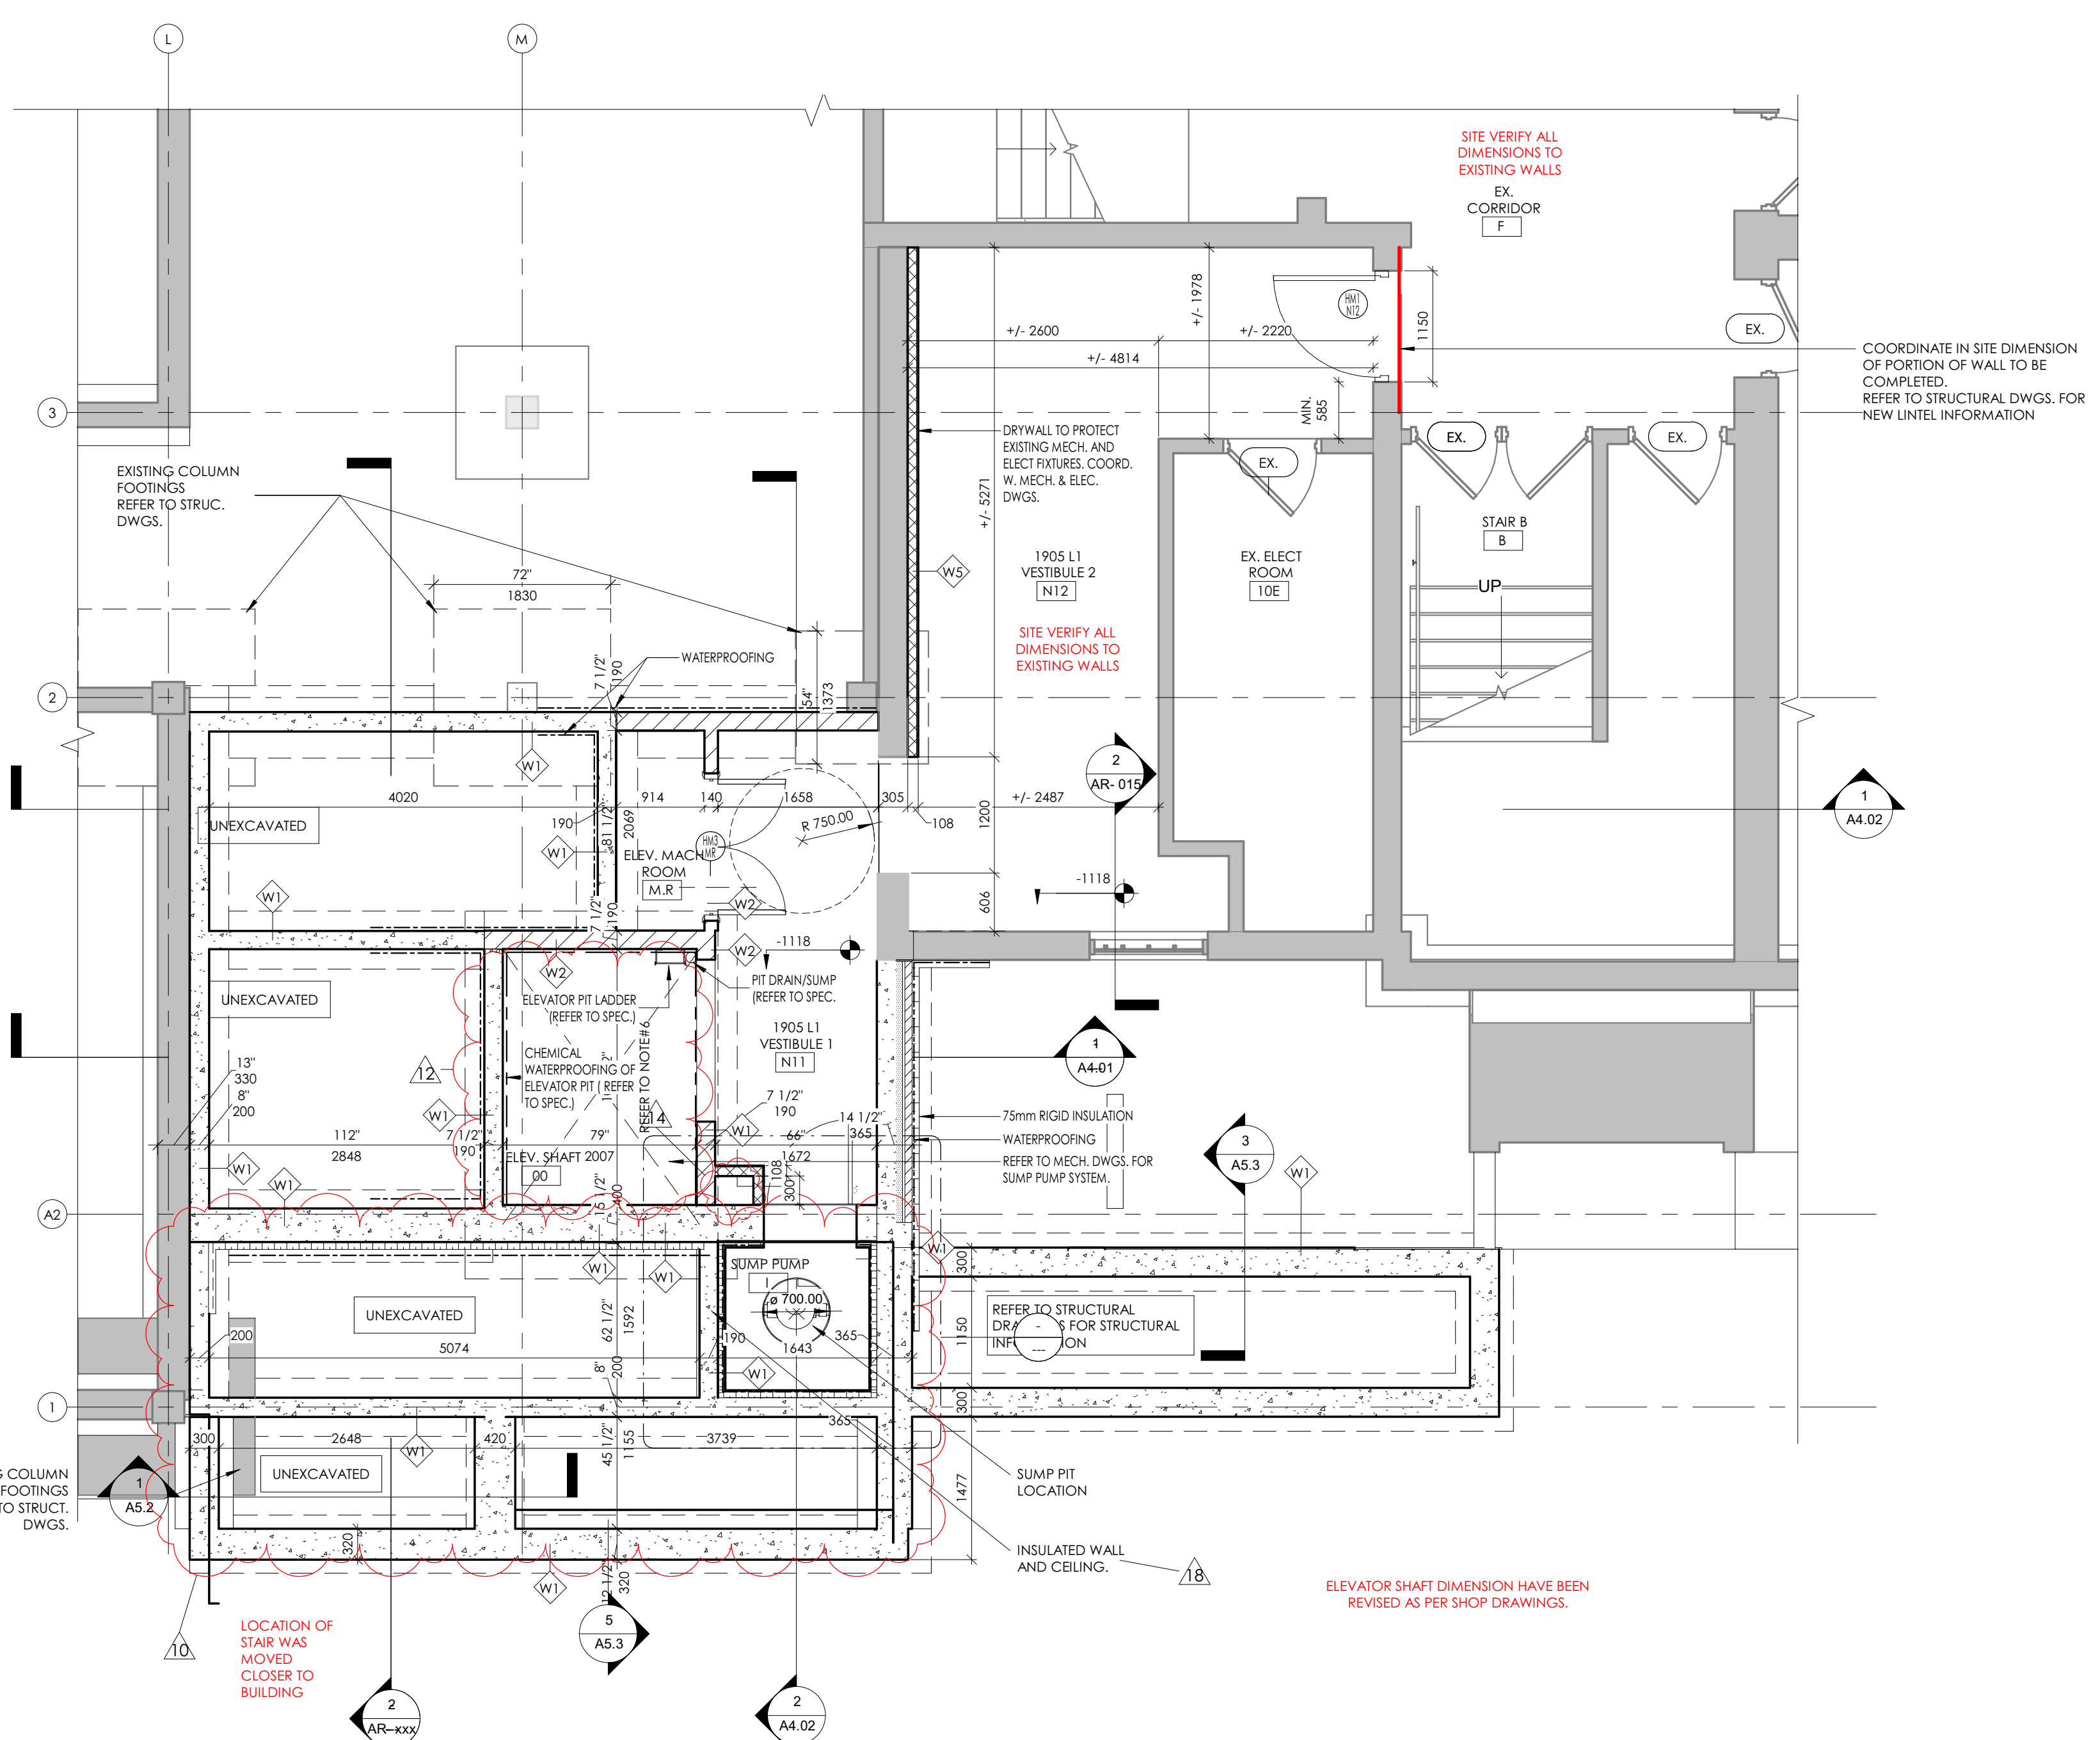 L
M
SITE VERIFY ALL
DIMENSIONS TO
EXISTING WALLS
EX.
CORRIDOR
F
HM1
N12
+/- 1978
1150
+/- 2600
+/- 2220
+/- 4814
EX.
COORDINATE IN SITE DIMENSION
OF PORTION OF WALL TO BE
COMPLETED.
REFER TO STRUCTURAL DWGS. FOR
NEW LINTEL INFORMATION
3
MIN.
585
DRYWALL TO PROTECT
EXISTING MECH. AND
ELECT FIXTURES. COORD.
W. MECH. & ELEC.
DWGS.
EX.
EX.
EX.
EXISTING COLUMN
FOOTINGS
REFER TO STRUC.
DWGS.
+/- 5271
STAIR B
B
UP
1905 L1
VESTIBULE 2
N12
EX. ELECT
ROOM
10E
W5
72"
1830
SITE VERIFY ALL
DIMENSIONS TO
EXISTING WALLS
WATERPROOFING
7 1/2"
190
54"
1373
2
W1
2
AR- 015
4020
914
140
1658
305
+/- 2487
108
1200
1
A4.02
UNEXCAVATED
190
81 1/2"
2069
R 750.00
W1
HM3
MR
ELEV. MACH
ROOM
M.R
W1
W2
7 1/2"
190
-1118
606
W2
-1118
W2
UNEXCAVATED
ELEVATOR PIT LADDER
(REFER TO SPEC.)
PIT DRAIN/SUMP
(REFER TO SPEC.
1905 L1
VESTIBULE 1
N11
REFER TO NOTE#6
CHEMICAL
WATERPROOFING OF
ELEVATOR PIT ( REFER
TO SPEC.)
1
A4.01
13"
330
8"
200
12
W1
14
7 1/2"
190
W1
14 1/2"
365
75mm RIGID INSULATION
WATERPROOFING
REFER TO MECH. DWGS. FOR
SUMP PUMP SYSTEM.
3
A5.3
W1
112"
2848
7 1/2"
190
79"
2007
66"
1672
ELEV. SHAFT
00
W1
W1
108
300
15 1/2"
400
A2
W1
W1
W1
SUMP PUMP
ø 700.00
300
UNEXCAVATED
62 1/2"
1592
REFER TO STRUCTURAL
FOR STRUCTURAL
-
---
1150
200
5074
190
1643
365
W1
8"
200
300
1
365
300
2648
420
3739
W1
45 1/2"
1155
UNEXCAVATED
COLUMN
FOOTINGS
TO STRUCT.
DWGS.
1
A5.2
1477
SUMP PIT
LOCATION
320
W1
12 1/2"
320
INSULATED WALL
AND CEILING.
18
ELEVATOR SHAFT DIMENSION HAVE BEEN
REVISED AS PER SHOP DRAWINGS.
10
LOCATION OF
STAIR WAS
MOVED
CLOSER TO
BUILDING
5
A5.3
2
AR-xxx
2
A4.02